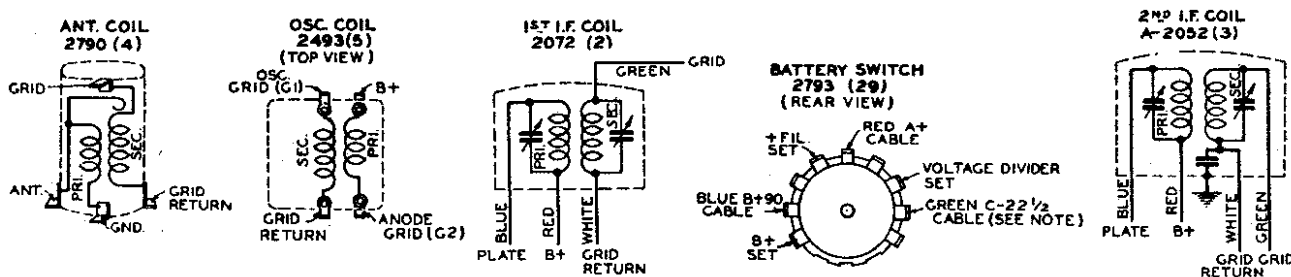 ANT. COIL
2790 (4)
GRID
PRI.
SEC.
ANT.
GND.
GRID
RETURN
OSC. COIL
2493(5)
(TOP VIEW)
OSC.
GRID (G1)
B+
SEC.
PRI.
GRID
RETURN
ANODE
GRID (G2)
1ST I.F. COIL
2072 (2)
GREEN
GRID
PRI.
SEC.
BLUE
RED
WHITE
PLATE
B+
GRID
RETURN
BATTERY SWITCH
2793 (29)
(REAR VIEW)
RED A+
CABLE
+ FIL
SET
VOLTAGE DIVIDER
SET
BLUE B+90
CABLE
GREEN C-22 1/2
CABLE (SEE NOTE)
B+
SET
2ND I.F. COIL
A-2052 (3)
PRI.
SEC.
BLUE
RED
WHITE
GREEN
PLATE
B+
GRID GRID
RETURN